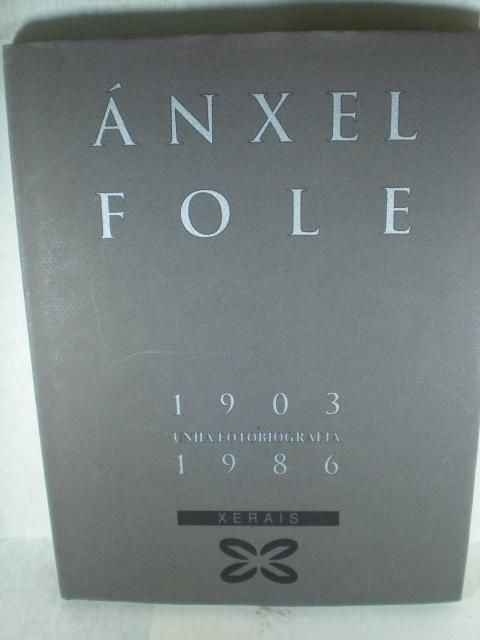 ÁNXEL
FOLE
1903
UNHA FOTOBIOGRAFÍA
1986
XERAIS